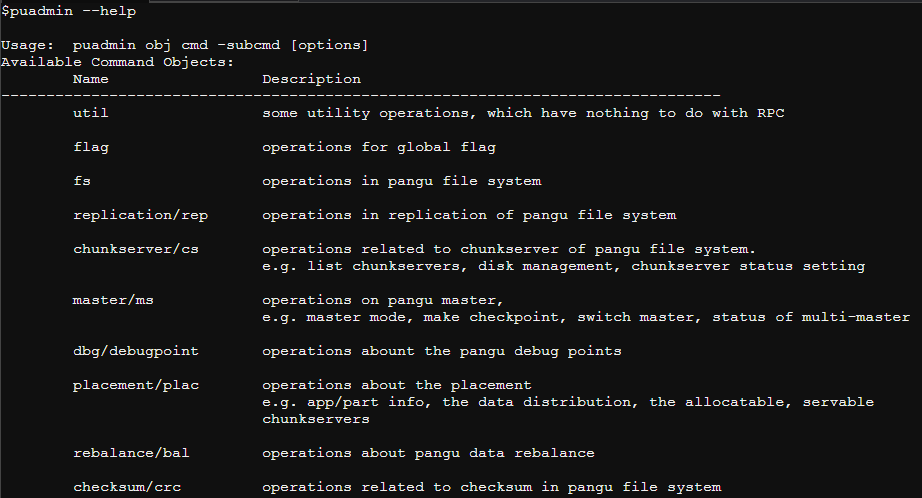 $puadmin --help
Usage:  puadmin obj cmd -subcmd [options]
Available Command Objects:
        Name                 Description
--------------------------------------------------------------------------------
        util                 some utility operations, which have nothing to do with RPC
        flag                 operations for global flag
        fs                   operations in pangu file system
        replication/rep      operations in replication of pangu file system
        chunkserver/cs       operations related to chunkserver of pangu file system.
                             e.g. list chunkservers, disk management, chunkserver status setting
        master/ms            operations on pangu master,
                             e.g. master mode, make checkpoint, switch master, status of multi-master
        dbg/debugpoint       operations abount the pangu debug points
        placement/plac       operations about the placement
                             e.g. app/part info, the data distribution, the allocatable, servable
                             chunkservers
        rebalance/bal        operations about pangu data rebalance
        checksum/crc         operations related to checksum in pangu file system